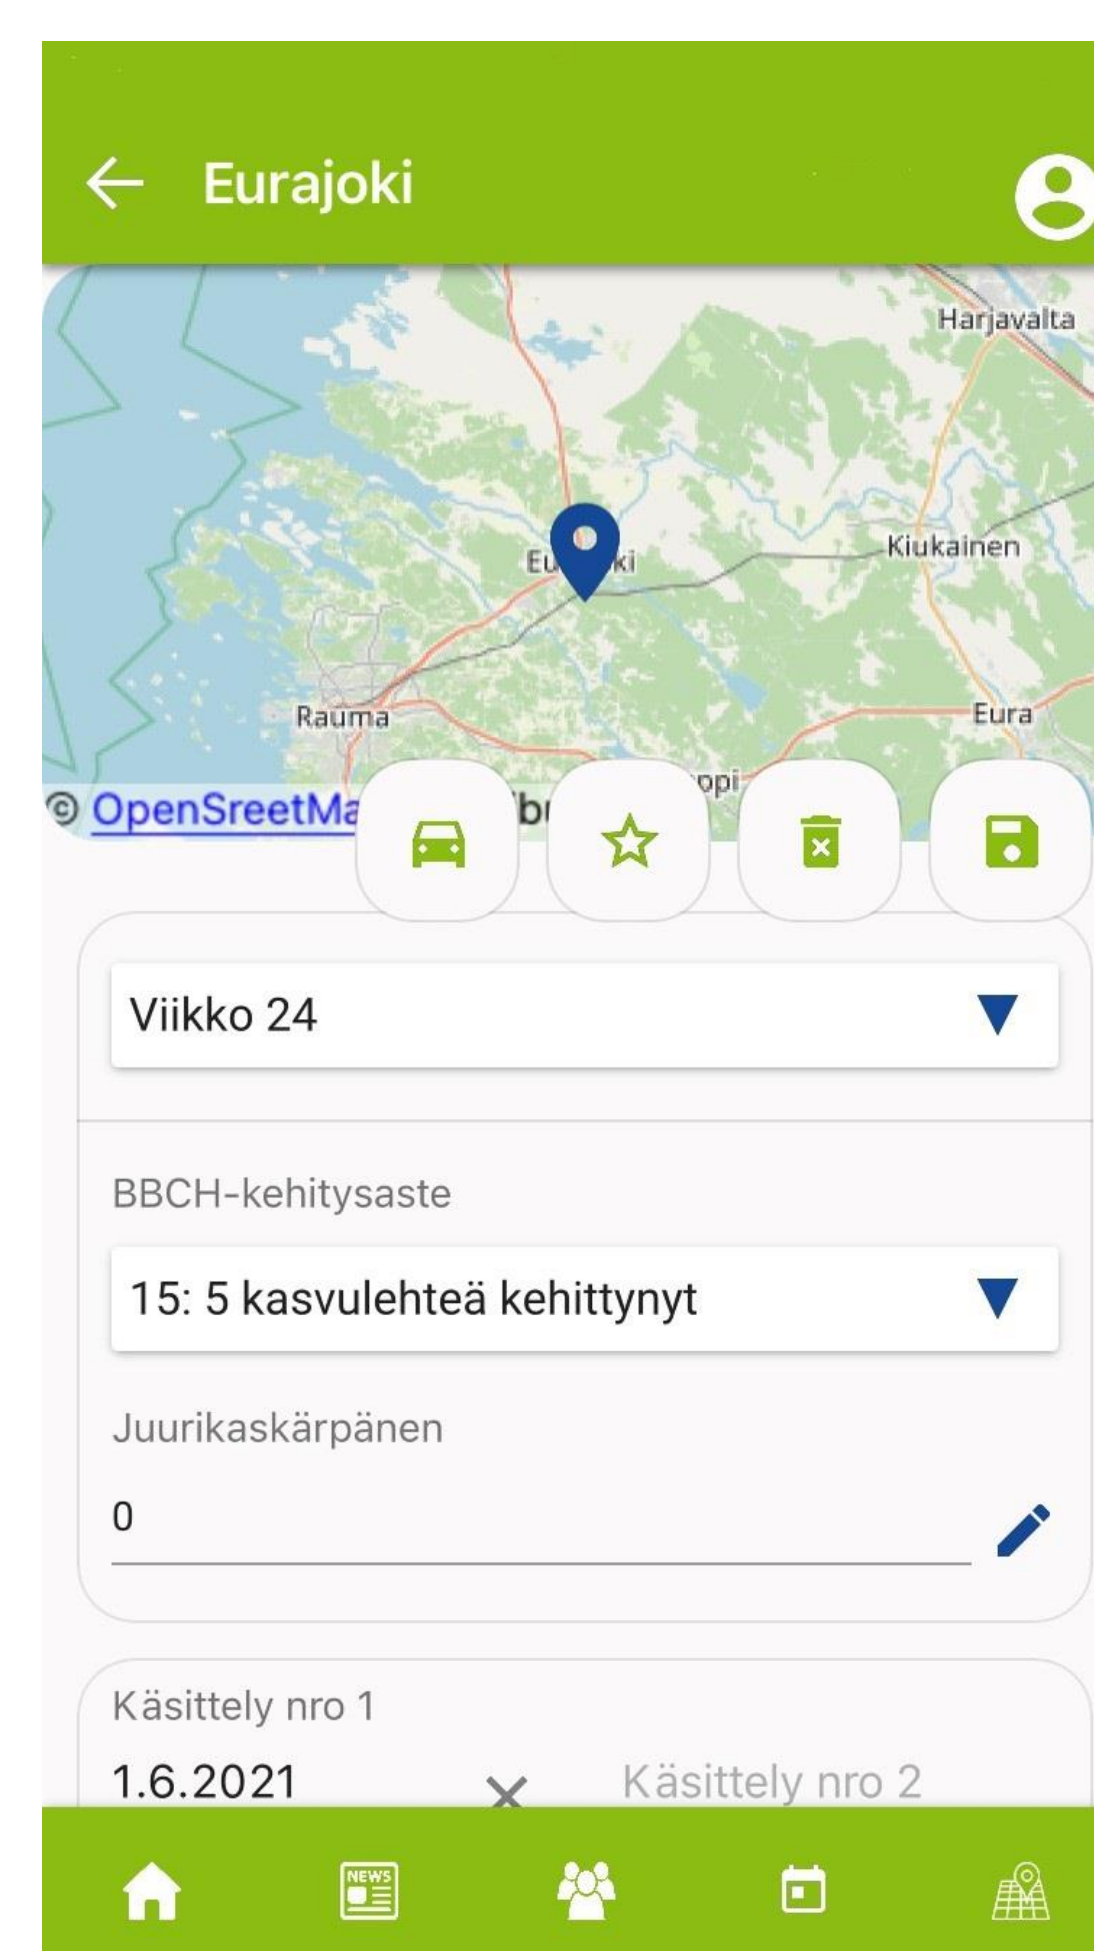 Eurajoki
Harjavalta
Kiukainen
Rauma
Eura
© OpenSreetMa
Viikko 24
BBCH-kehitysaste
15: 5 kasvulehteä kehittynyt
Juurikaskärpänen
0
Käsittely nro 1
1.6.2021
Käsittely nro 2
NEWS